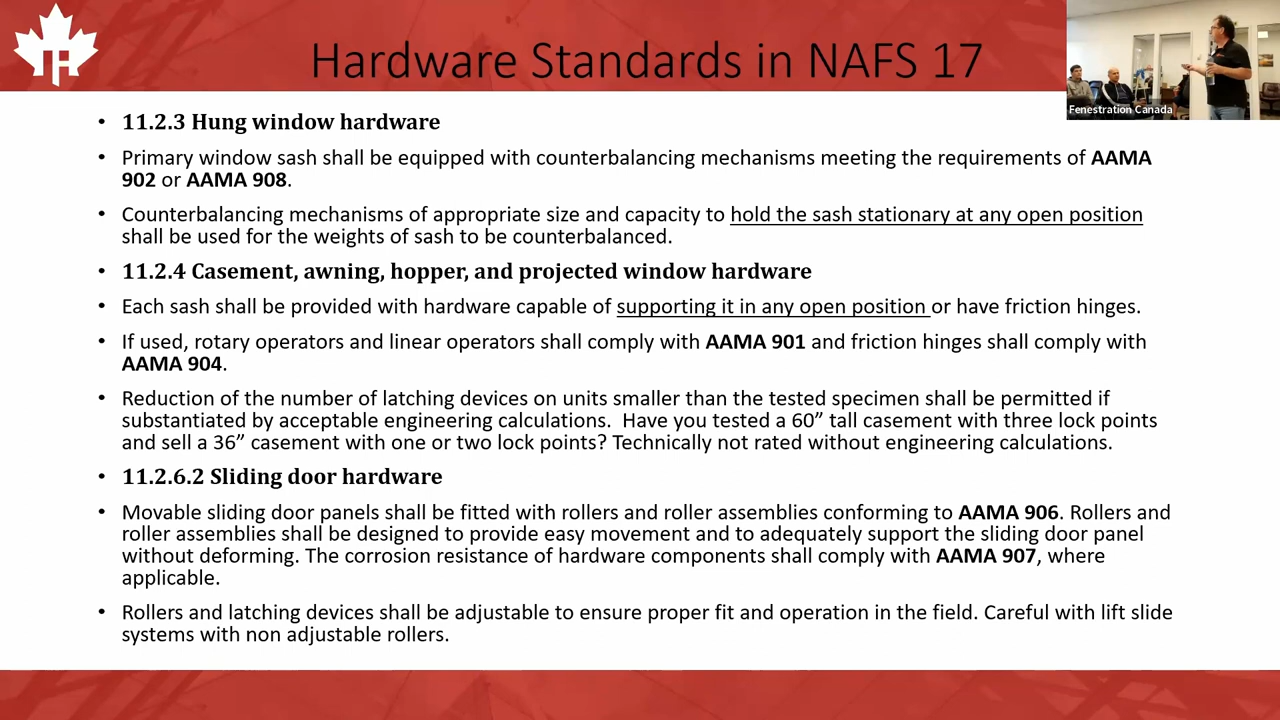 Hardware Standards in NAFS 17
Fenestration Canada
• 11.2.3 Hung window hardware
• Primary window sash shall be equipped with counterbalancing mechanisms meeting the requirements of AAMA
902 or AAMA 908.
• Counterbalancing mechanisms of appropriate size and capacity to hold the sash stationary at any open position
shall be used for the weights of sash to be counterbalanced.
• 11.2.4 Casement, awning, hopper, and projected window hardware
• Each sash shall be provided with hardware capable of supporting it in any open position or have friction hinges.
• If used, rotary operators and linear operators shall comply with AAMA 901 and friction hinges shall comply with
AAMA 904.
• Reduction of the number of latching devices on units smaller than the tested specimen shall be permitted if
substantiated by acceptable engineering calculations.  Have you tested a 60” tall casement with three lock points
and sell a 36” casement with one or two lock points? Technically not rated without engineering calculations.
• 11.2.6.2 Sliding door hardware
• Movable sliding door panels shall be fitted with rollers and roller assemblies conforming to AAMA 906. Rollers and
roller assemblies shall be designed to provide easy movement and to adequately support the sliding door panel
without deforming. The corrosion resistance of hardware components shall comply with AAMA 907, where
applicable.
• Rollers and latching devices shall be adjustable to ensure proper fit and operation in the field. Careful with lift slide
systems with non adjustable rollers.